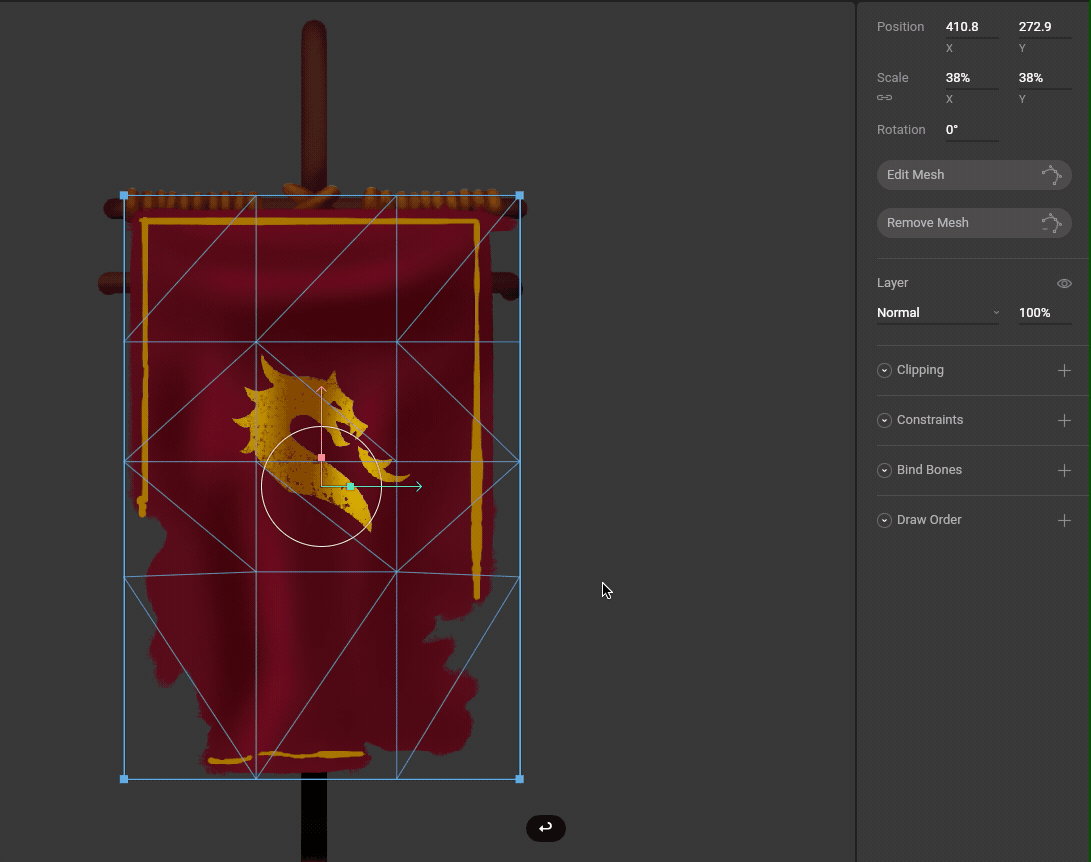 Position 410.8 272.9
X Y
Scale 38% 38%
X Y
Rotation 0°
Edit Mesh
Remove Mesh
Layer
Normal 100%
Clipping
Constraints
Bind Bones
Draw Order